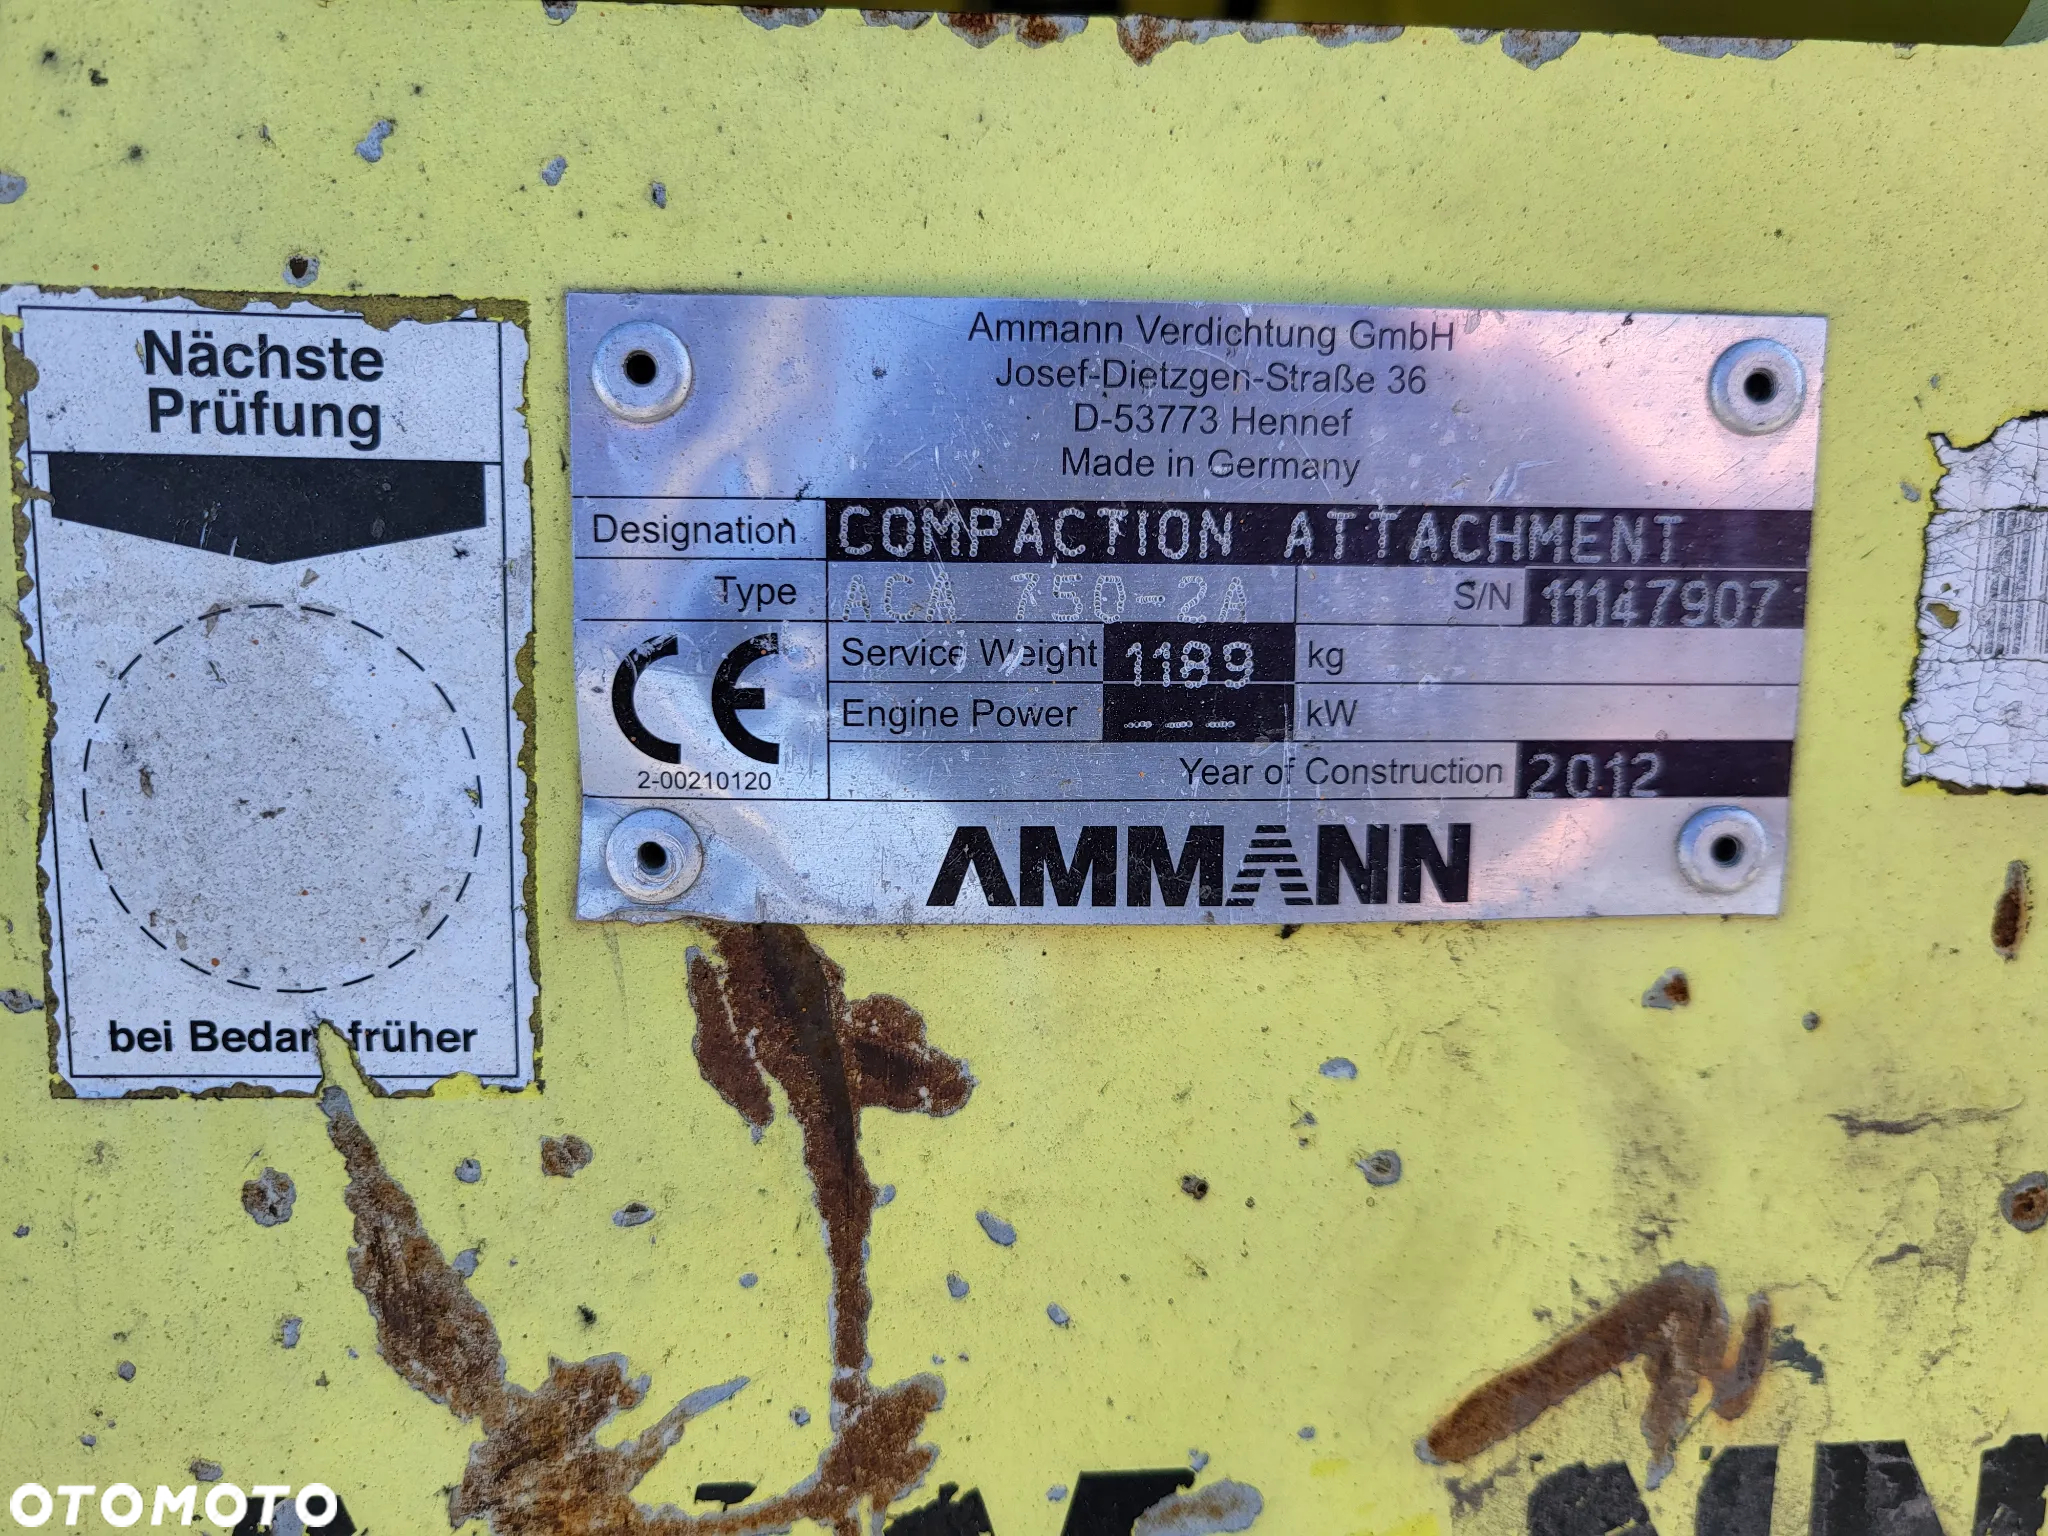 Nächste
Prüfung
bei Bedarf früher
Ammann Verdichtung GmbH
Josef-Dietzgen-Straße 36
D-53773 Hennef
Made in Germany
Designation COMPACTION ATTACHMENT
Type ACA 750-2A S/N 11147907
Service Weight 1189 kg
Engine Power --- kW
CE
2-00210120
Year of Construction 2012
AMMANN
OTOMOTO